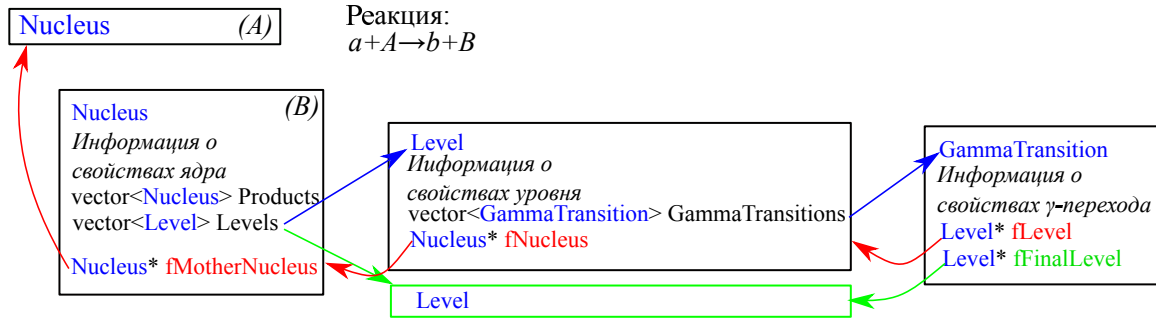 Nucleus (A)
Реакция:
a+A→b+B
Nucleus (B)
Информация о
свойствах ядра
vector<Nucleus> Products
vector<Level> Levels
Nucleus* fMotherNucleus
Level
Ииформация о
свойствах уровня
vector<GammaTransition> GammaTransitions
Nucleus* fNucleus
Level
GammaTransition
Информация о
свойствах γ-перехода
Level* fLevel
Level* fFinalLevel